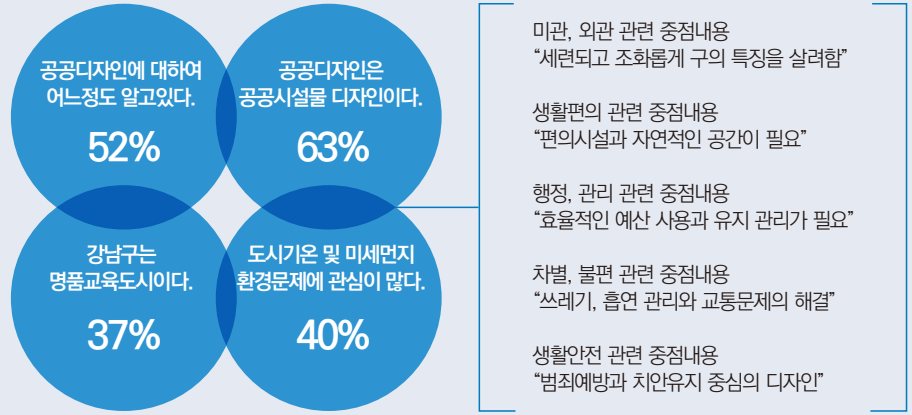 공공디자인에 대하여
어느정도 알고있다.
52%
공공디자인은
공공시설물 디자인이다.
63%
강남구는
명품교육도시이다.
37%
도시기온 및 미세먼지
환경문제에 관심이 많다.
40%
미관, 외관 관련 중점내용
“세련되고 조화롭게 구의 특징을 살려함”
생활편의 관련 중점내용
“편의시설과 자연적인 공간이 필요”
행정, 관리 관련 중점내용
“효율적인 예산 사용과 유지 관리가 필요”
차별, 불편 관련 중점내용
“쓰레기, 흡연 관리와 교통문제의 해결”
생활안전 관련 중점내용
“범죄예방과 치안유지 중심의 디자인”